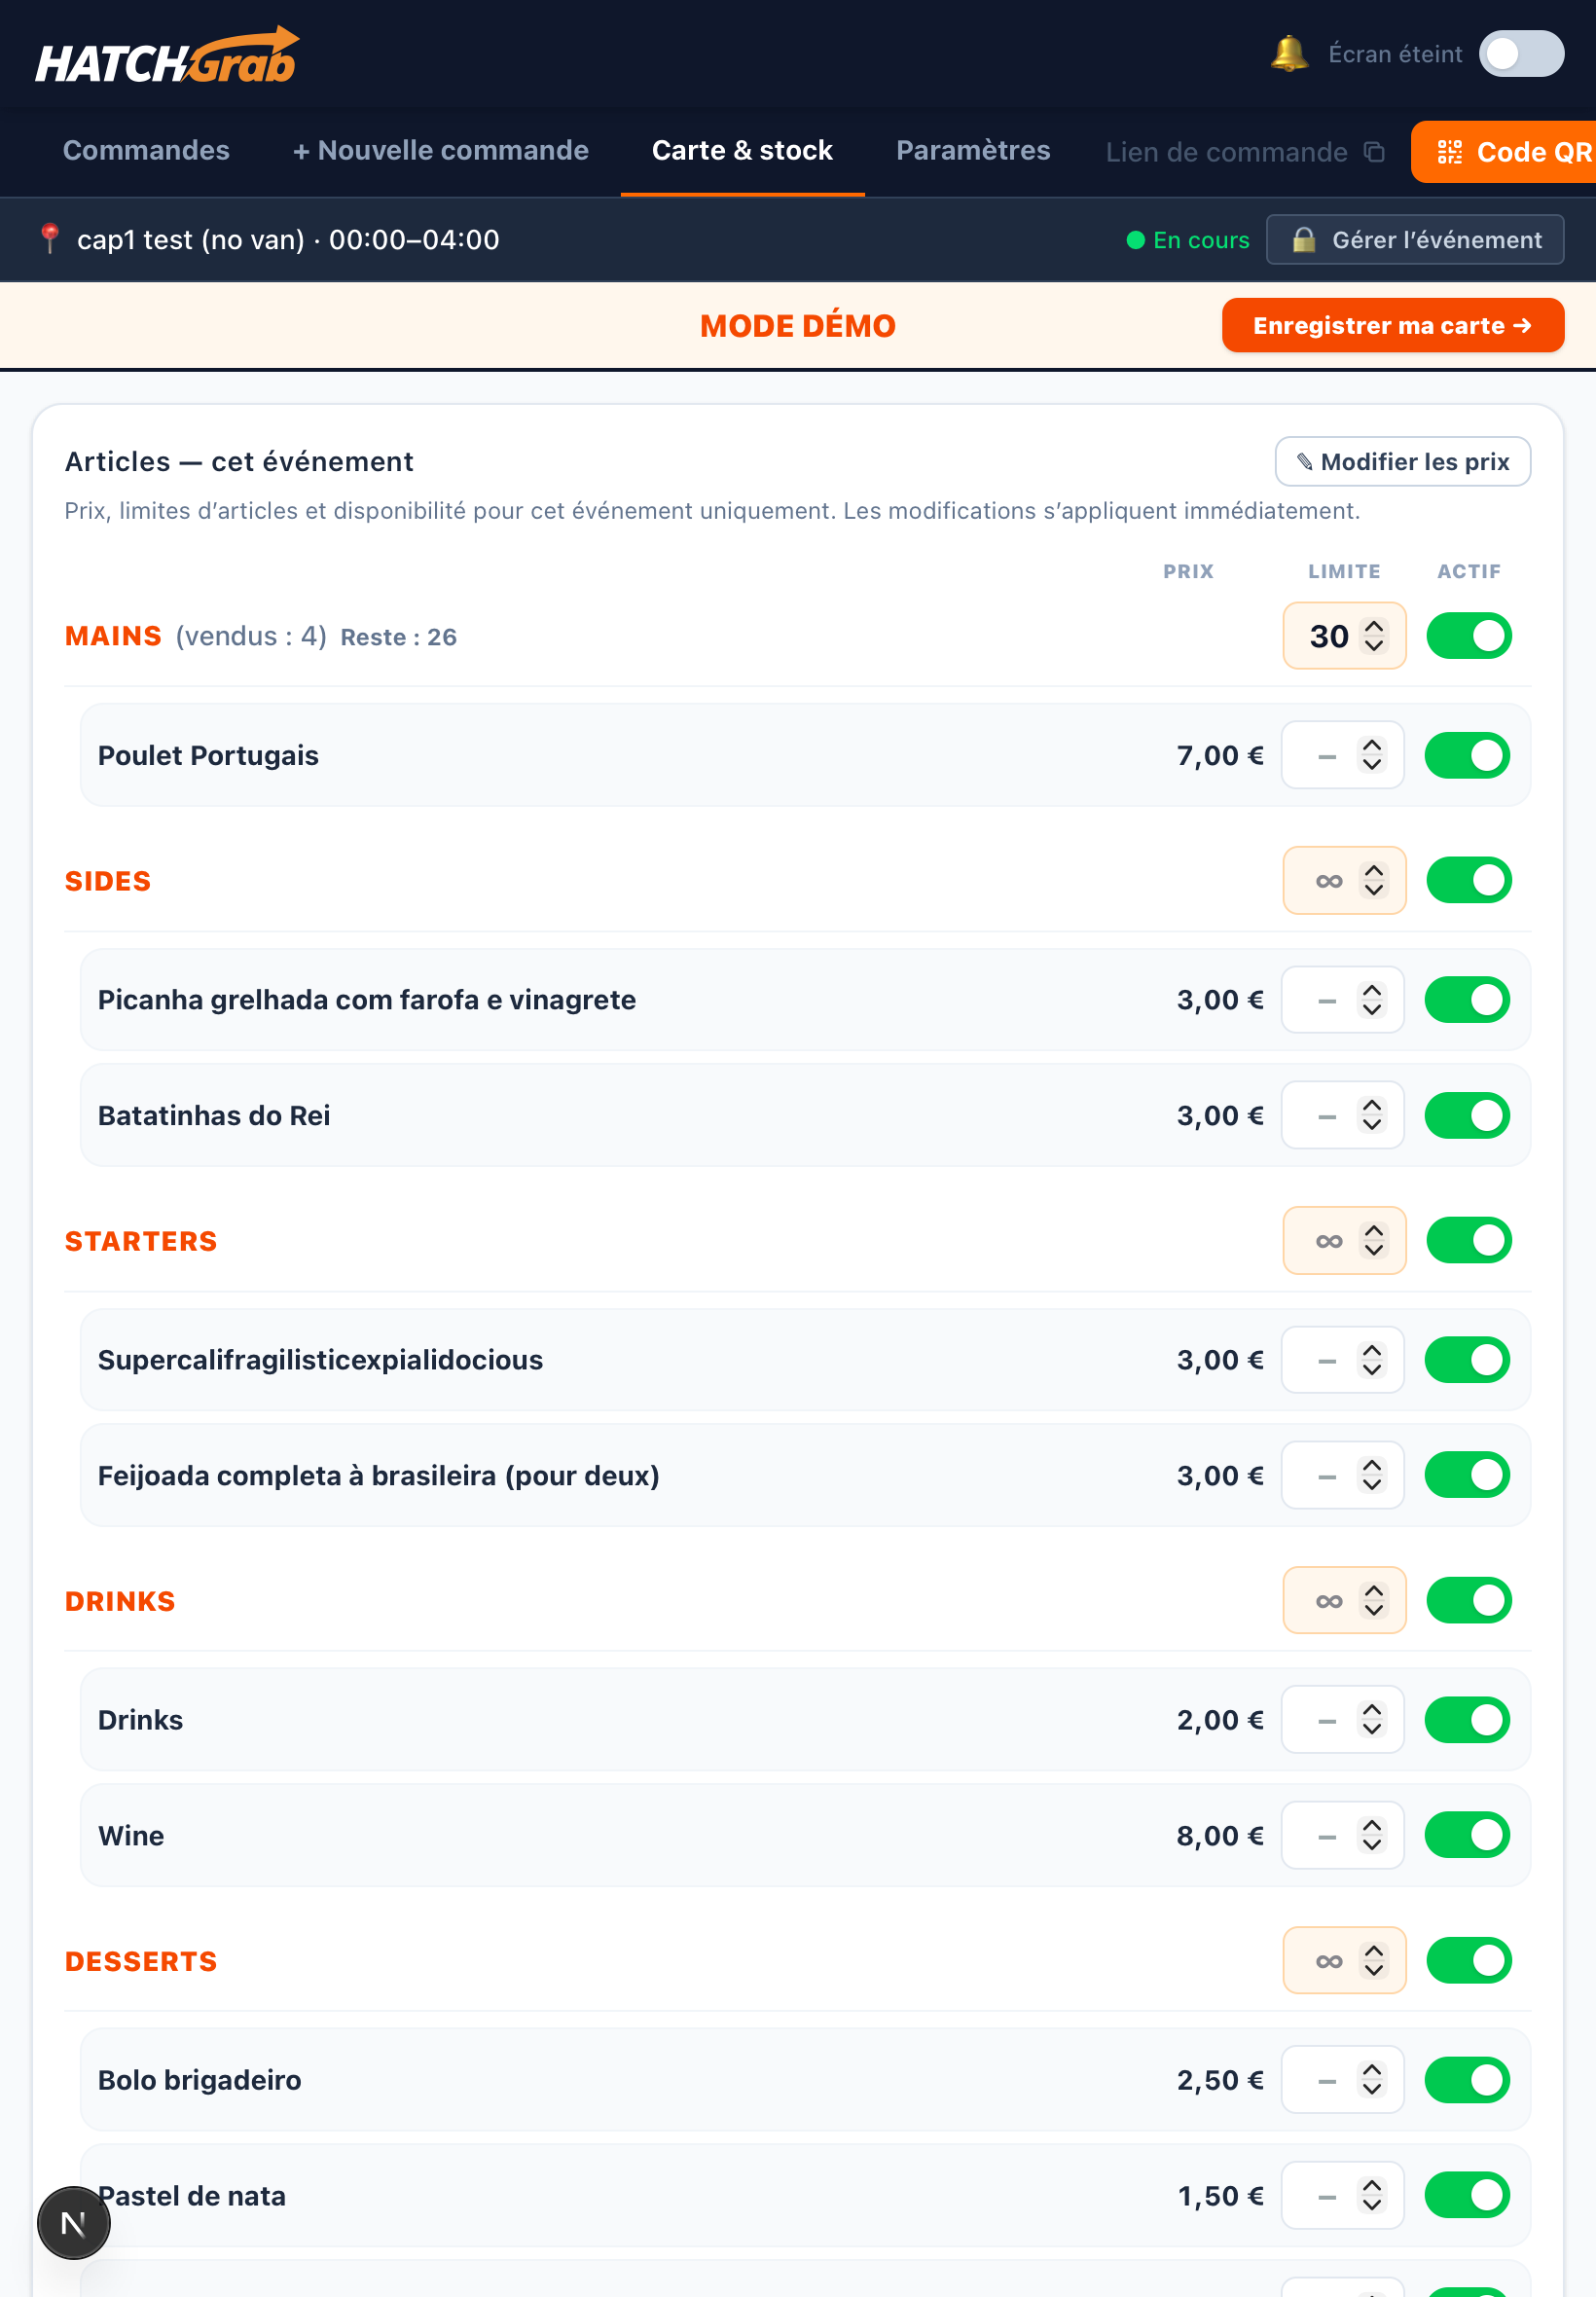 HATCHGrab
🔔 Écran éteint
Commandes + Nouvelle commande Carte & stock Paramètres Lien de commande Code QR
📍 cap1 test (no van) · 00:00–04:00 En cours 🔒 Gérer l’événement
MODE DÉMO Enregistrer ma carte →
Articles — cet événement ✎ Modifier les prix
Prix, limites d’articles et disponibilité pour cet événement uniquement. Les modifications s’appliquent immédiatement.
PRIX LIMITE ACTIF
MAINS (vendus : 4) Reste : 26 30
Poulet Portugais 7,00 € –
SIDES ∞
Picanha grelhada com farofa e vinagrete 3,00 € –
Batatinhas do Rei 3,00 € –
STARTERS ∞
Supercalifragilisticexpialidocious 3,00 € –
Feijoada completa à brasileira (pour deux) 3,00 € –
DRINKS ∞
Drinks 2,00 € –
Wine 8,00 € –
DESSERTS ∞
Bolo brigadeiro 2,50 € –
Pastel de nata 1,50 € –
N